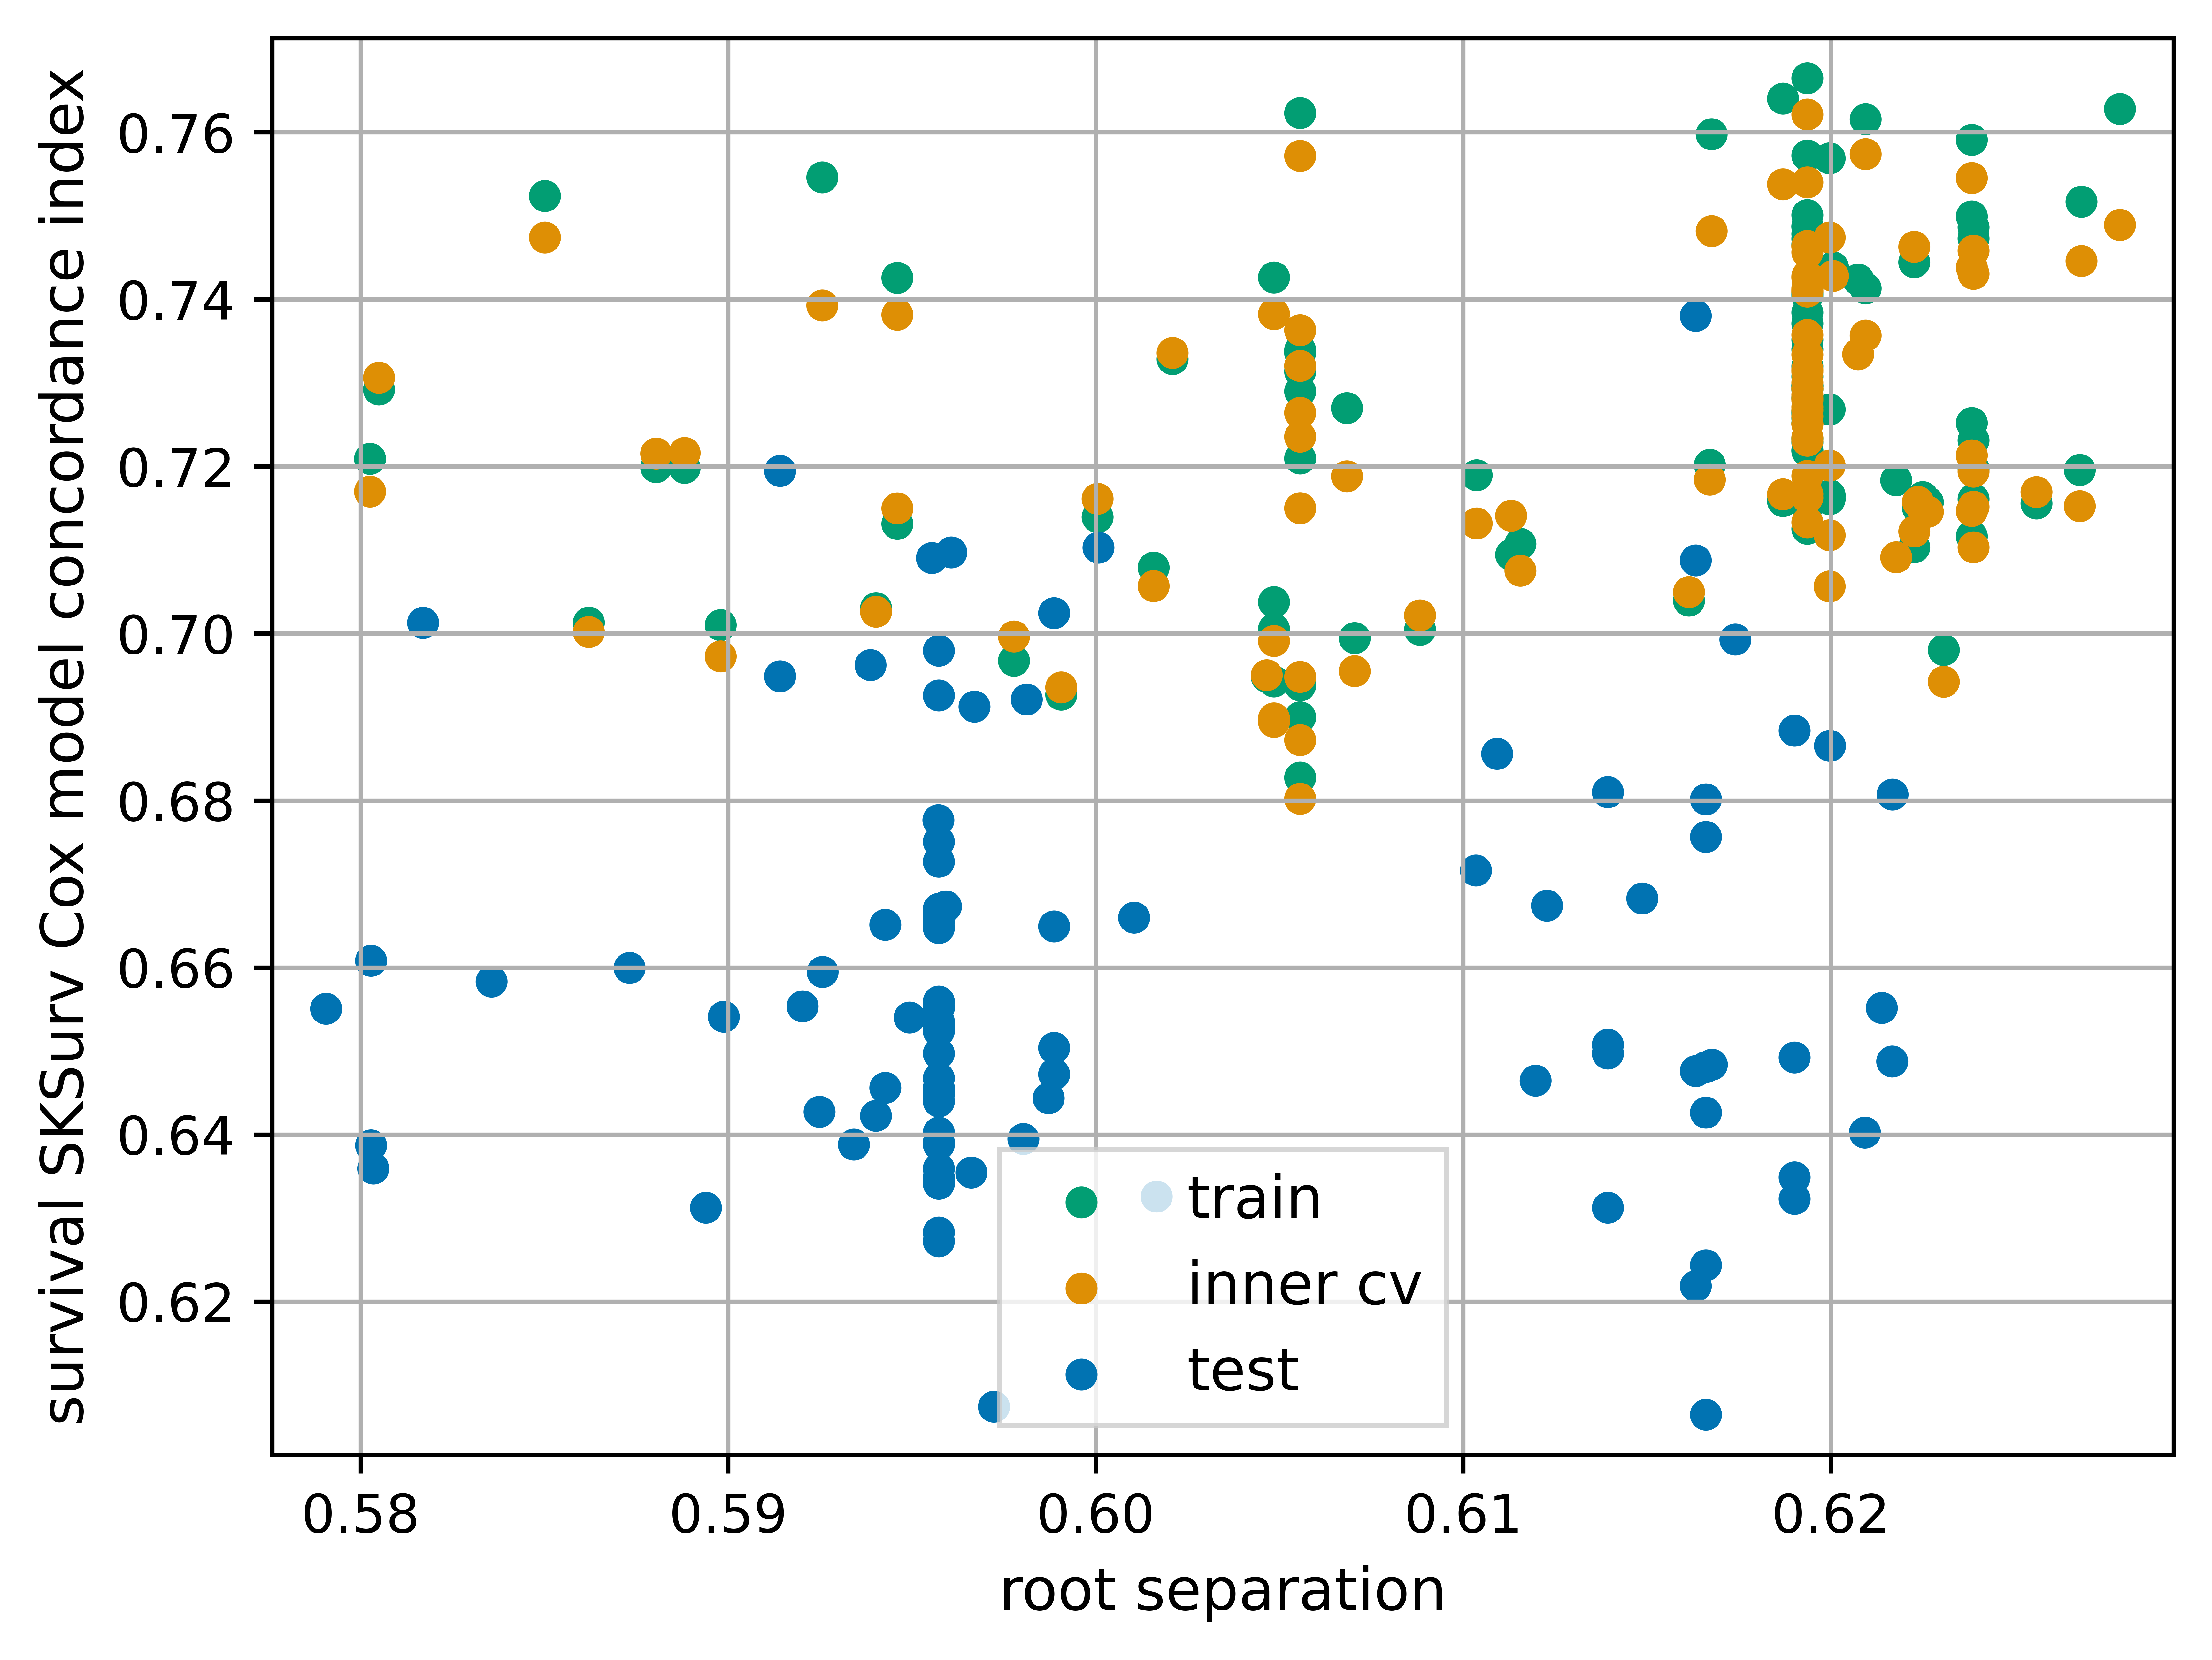 survival SKSurv Cox model concordance index
0.76
0.74
0.72
0.70
0.68
0.66
0.64
0.62
train
inner cv
test
0.58 0.59 0.60 0.61 0.62
root separation